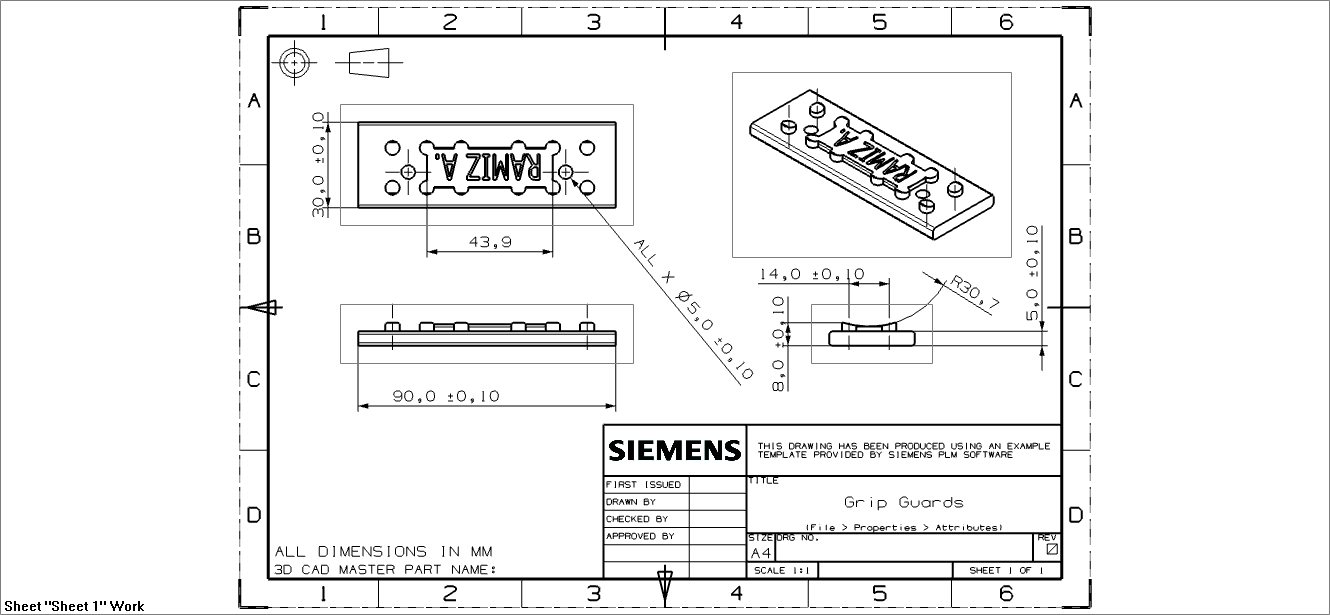 1 2 3 4 5 6
A
A
30,0 ±0,10
RAMIZ A.
RAMIZ A.
B
B
43,9
ALL X Ø5,0 ±0,10
14,0 ±0,10
R30,7
5,0 ±0,10
8,0 ±0,10
C
C
90,0 ±0,10
SIEMENS
THIS DRAWING HAS BEEN PRODUCED USING AN EXAMPLE
TEMPLATE PROVIDED BY SIEMENS PLM SOFTWARE
FIRST ISSUED
TITLE
DRAWN BY
Grip Guards
CHECKED BY
(File > Properties > Attributes)
D
D
APPROVED BY
SIZE DRG NO. REV
A4
ALL DIMENSIONS IN MM
3D CAD MASTER PART NAME:
SCALE 1:1 SHEET 1 OF 1
1 2 3 4 5 6
Sheet "Sheet 1" Work